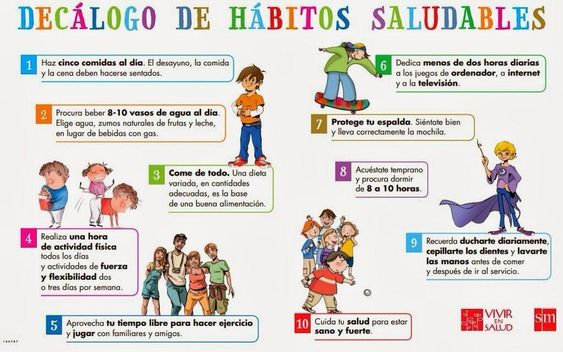 DECÁLOGO DE HÁBITOS SALUDABLES
1
Haz cinco comidas al día. El desayuno, la comida
y la cena deben hacerse sentados.
2
Procura beber 8-10 vasos de agua al día.
Elige agua, zumos naturales de frutas y leche,
en lugar de bebidas con gas.
3
Come de todo. Una dieta
variada, en cantidades
adecuadas, es la base
de una buena alimentación.
4
Realiza una hora
de actividad física
todos los días
y actividades de fuerza
y flexibilidad dos
o tres días por semana.
5
Aprovecha tu tiempo libre para hacer ejercicio
y jugar con familiares y amigos.
6
Dedica menos de dos horas diarias
a los juegos de ordenador, a internet
y a la televisión.
7
Protege tu espalda. Siéntate bien
y lleva correctamente la mochila.
8
Acuéstate temprano
y procura dormir
de 8 a 10 horas.
9
Recuerda ducharte diariamente,
cepillarte los dientes y lavarte
las manos antes de comer
y después de ir al servicio.
10
Cuida tu salud para estar
sano y fuerte.
VIVIR
EN
SALUD
sm